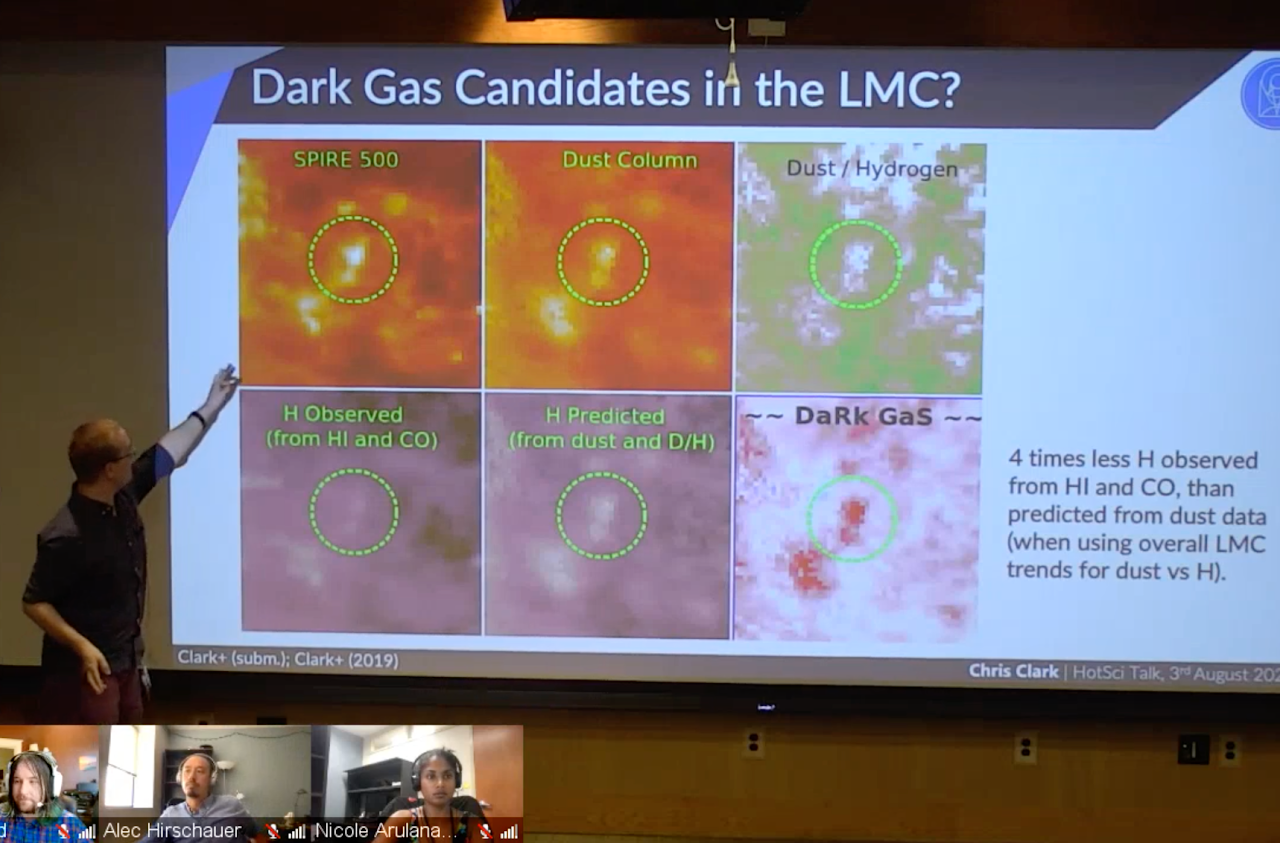 Dark Gas Candidates in the LMC?
SPIRE 500
Dust Column
Dust / Hydrogen
H Observed
(from HI and CO)
H Predicted
(from dust and D/H)
~~ DaRk GaS ~~
4 times less H observed
from HI and CO, than
predicted from dust data
(when using overall LMC
trends for dust vs H).
Clark+ (subm.); Clark+ (2019)
Chris Clark | HotSci Talk, 3rd August
Alec Hirschauer
Nicole Arulana...